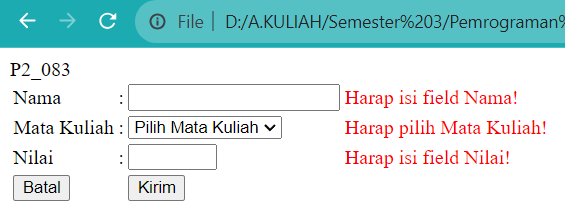 File | D:/A.KULIAH/Semester%203/Pemrograman%
P2_083
Nama : Harap isi field Nama!
Mata Kuliah : Pilih Mata Kuliah Harap pilih Mata Kuliah!
Nilai : Harap isi field Nilai!
Batal Kirim